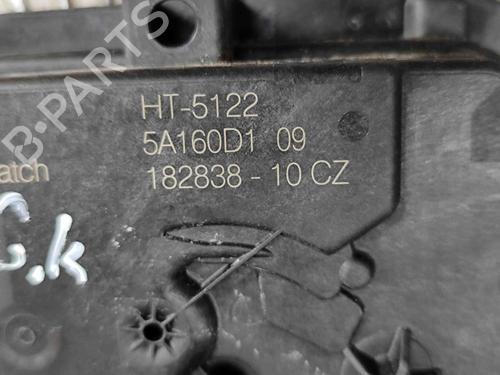 HT-5122
5A160D1 09
atch 182838 - 10 CZ
C.k
B-PARTS